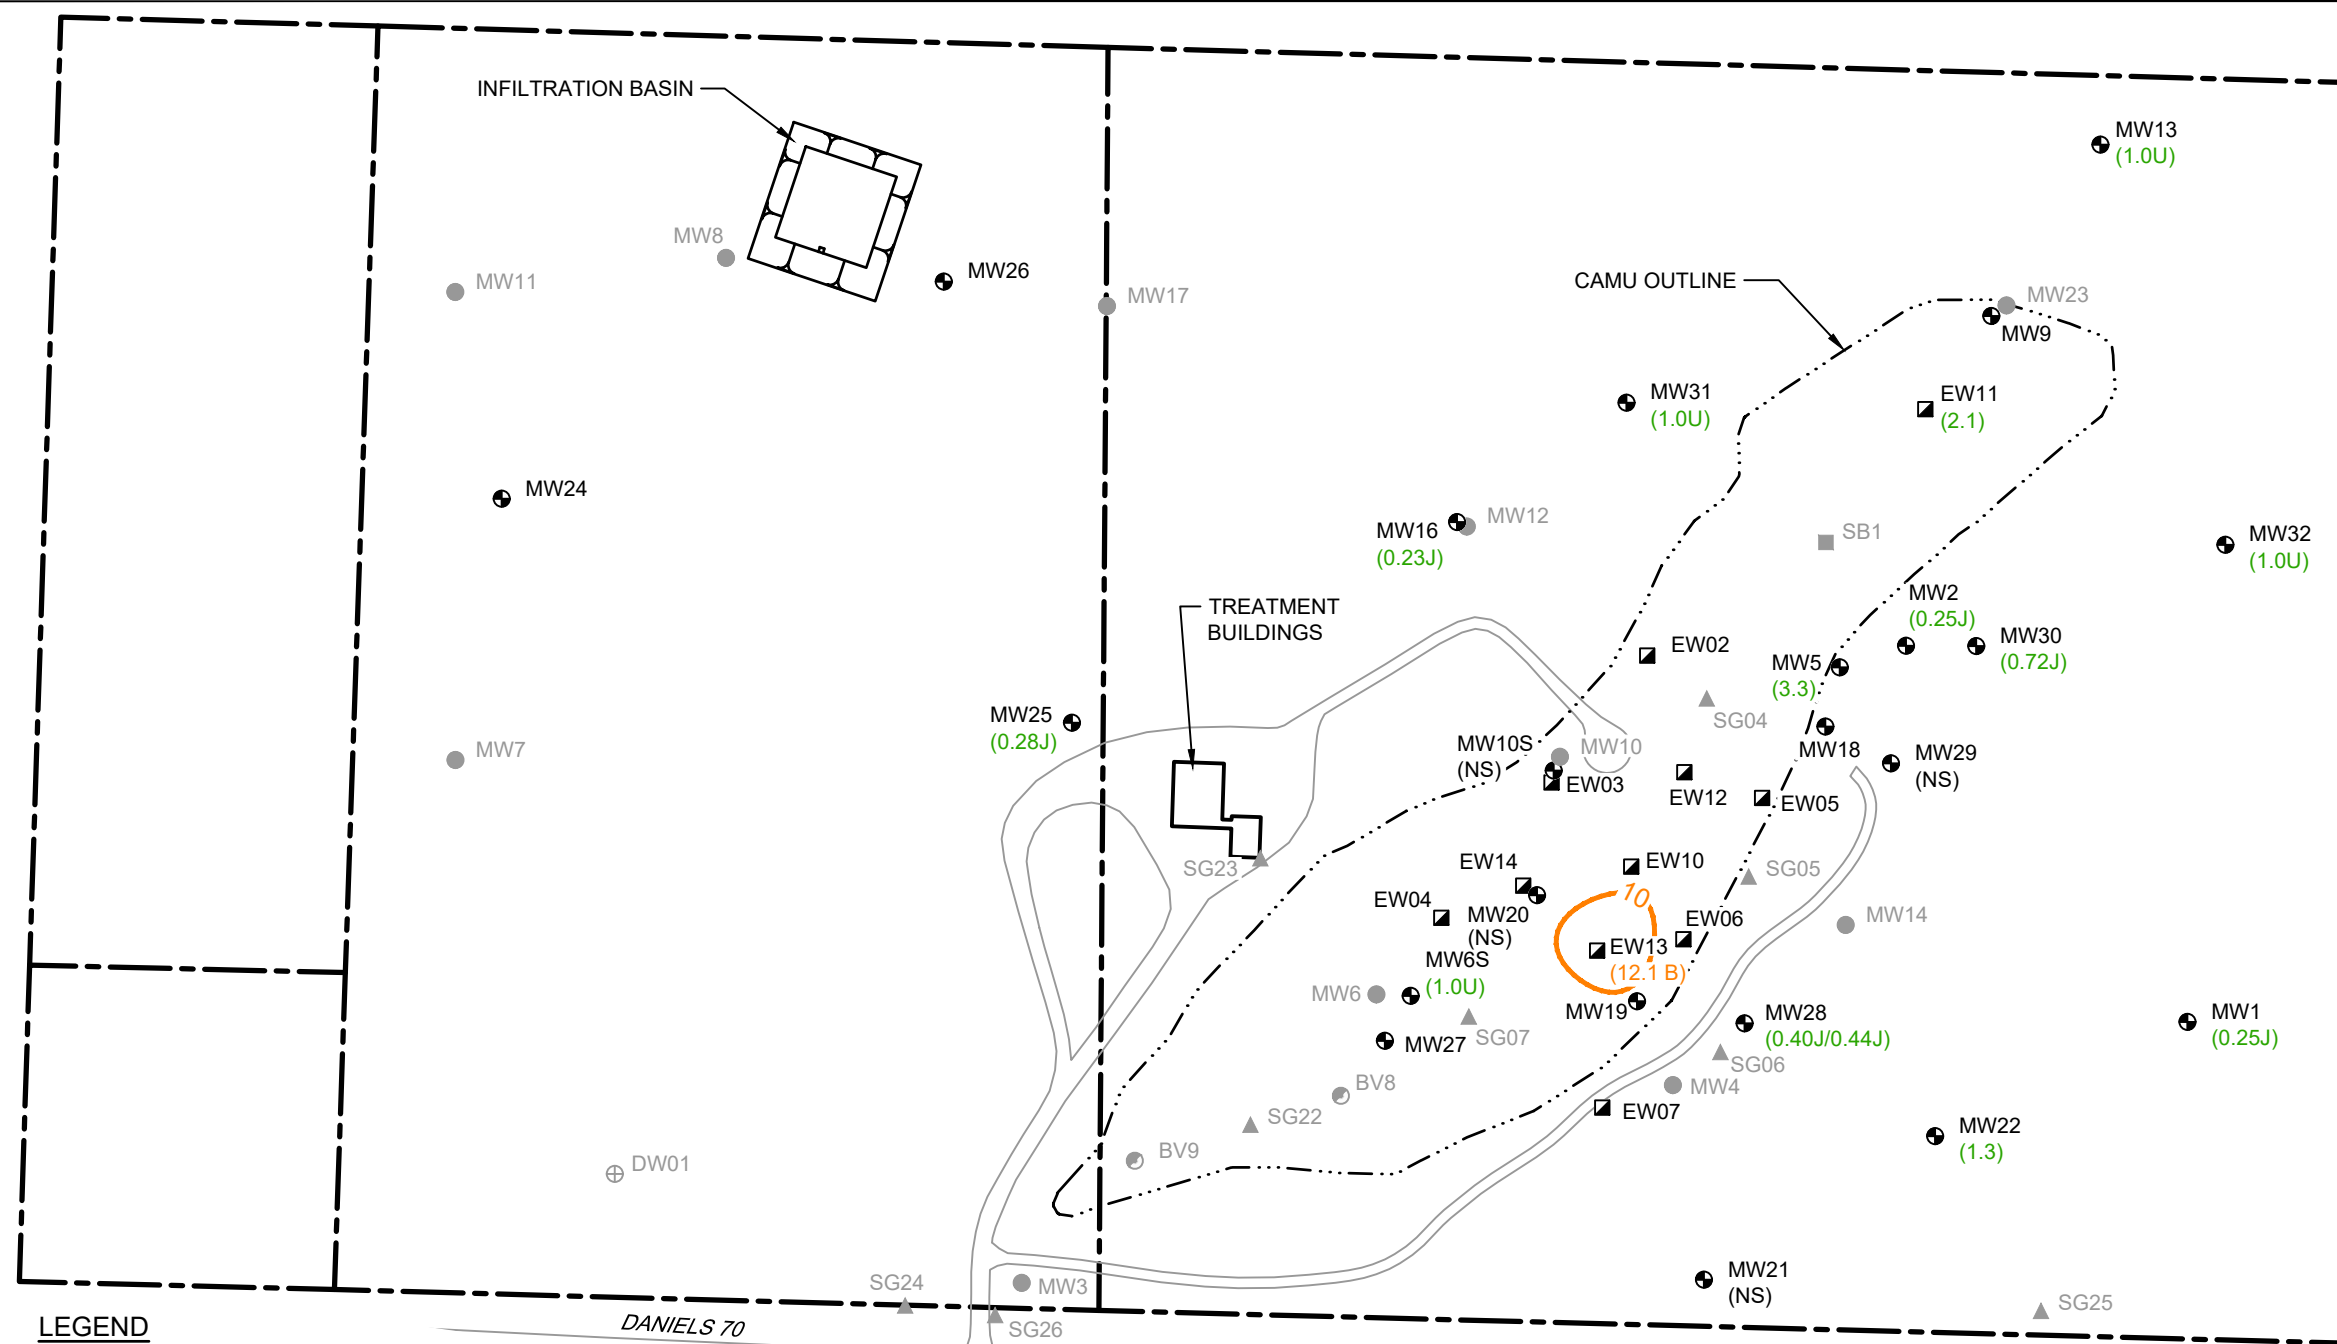 INFILTRATION BASIN
MW13
(1.0U)
MW8
MW11
MW26
MW17
CAMU OUTLINE
MW23
MW9
MW31
(1.0U)
EW11
(2.1)
MW24
MW12
MW16
(0.23J)
SB1
MW32
(1.0U)
MW2
(0.25J)
TREATMENT
BUILDINGS
EW02
MW30
(0.72J)
MW5
(3.3)
MW25
(0.28J)
SG04
MW7
MW10S
(NS)
MW10
MW18
MW29
(NS)
EW03
EW12
EW05
SG23
EW14
EW10
SG05
10
EW04
MW20
(NS)
EW06
MW14
EW13
(12.1 B)
MW6S
(1.0U)
MW6
MW19
MW28
(0.40J/0.44J)
MW1
(0.25J)
SG07
MW27
SG06
BV8
MW4
EW07
SG22
MW22
(1.3)
BV9
DW01
MW21
(NS)
SG24
MW3
SG25
LEGEND
DANIELS 70
SG26